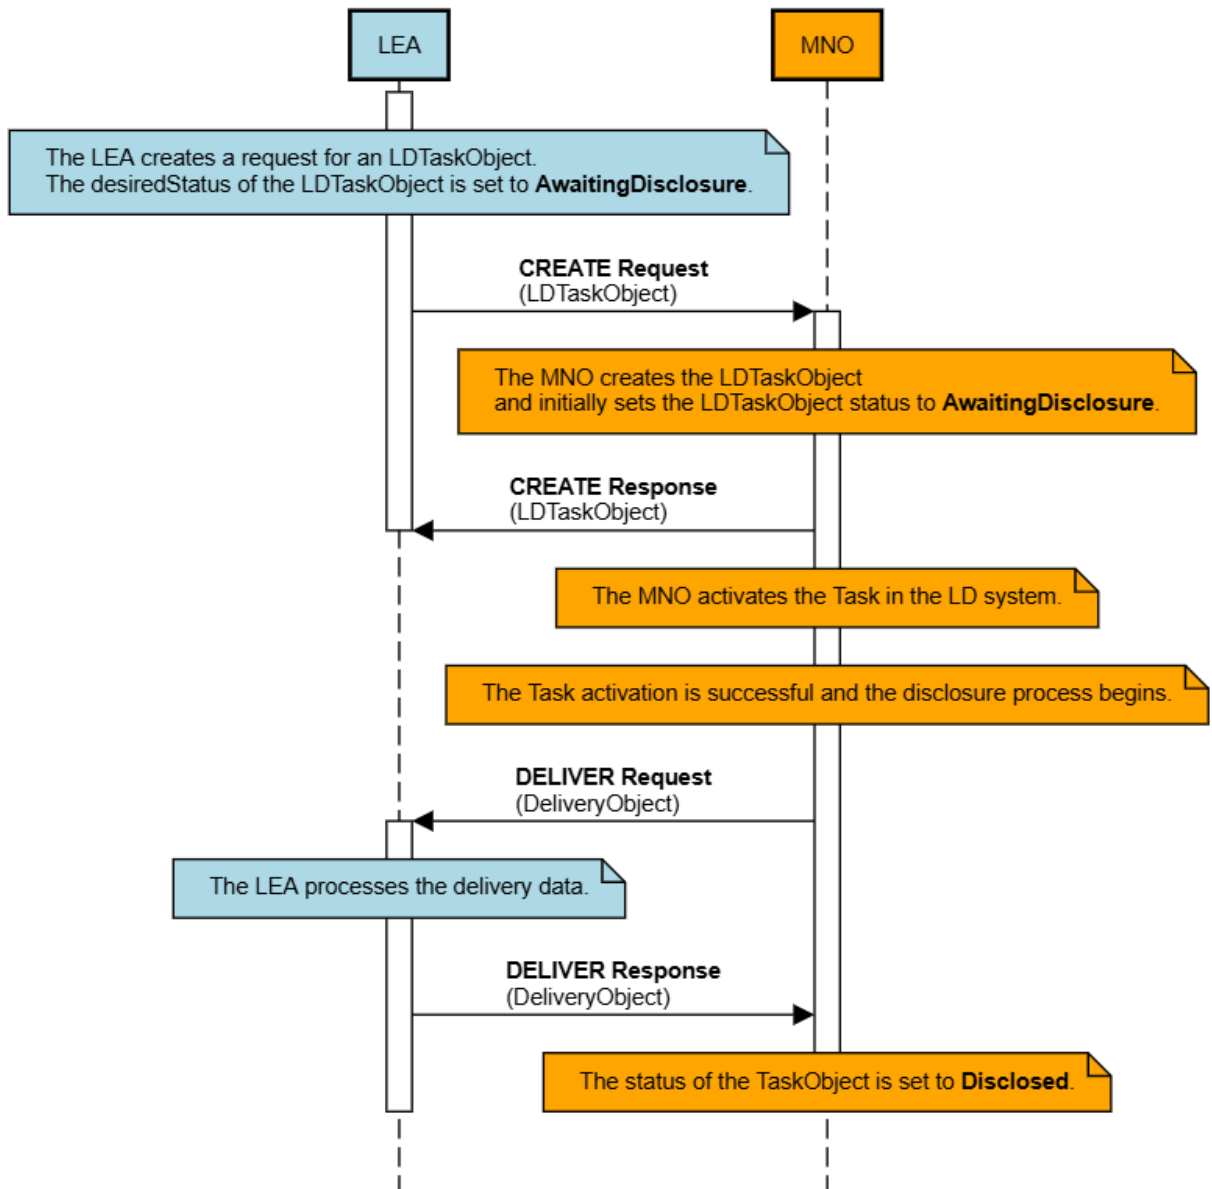 LEA
MNO
The LEA creates a request for an LDTaskObject.
The desiredStatus of the LDTaskObject is set to AwaitingDisclosure.
CREATE Request
(LDTaskObject)
The MNO creates the LDTaskObject
and initially sets the LDTaskObject status to AwaitingDisclosure.
CREATE Response
(LDTaskObject)
The MNO activates the Task in the LD system.
The Task activation is successful and the disclosure process begins.
DELIVER Request
(DeliveryObject)
The LEA processes the delivery data.
DELIVER Response
(DeliveryObject)
The status of the TaskObject is set to Disclosed.